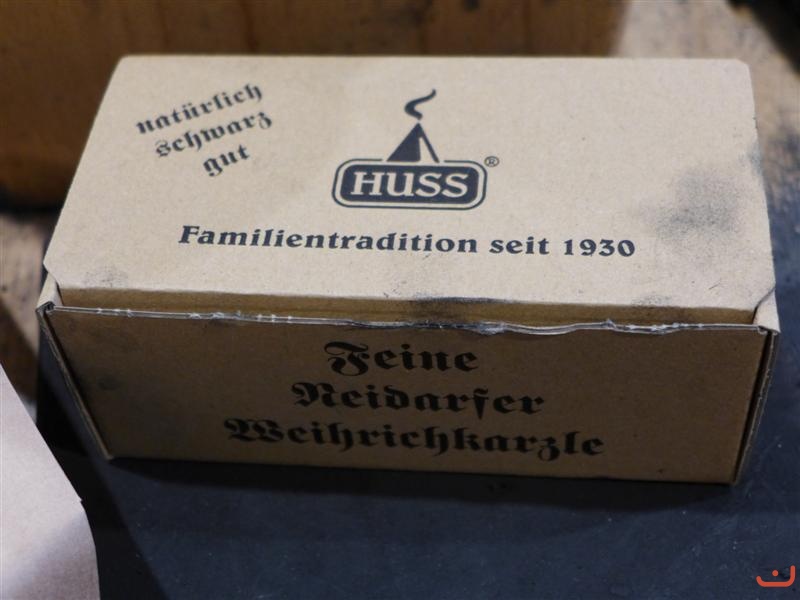 natürlich
schwarz
gut
HUSS®
Familientradition seit 1930
Feine
Neidarfer
Weihrichkarzle